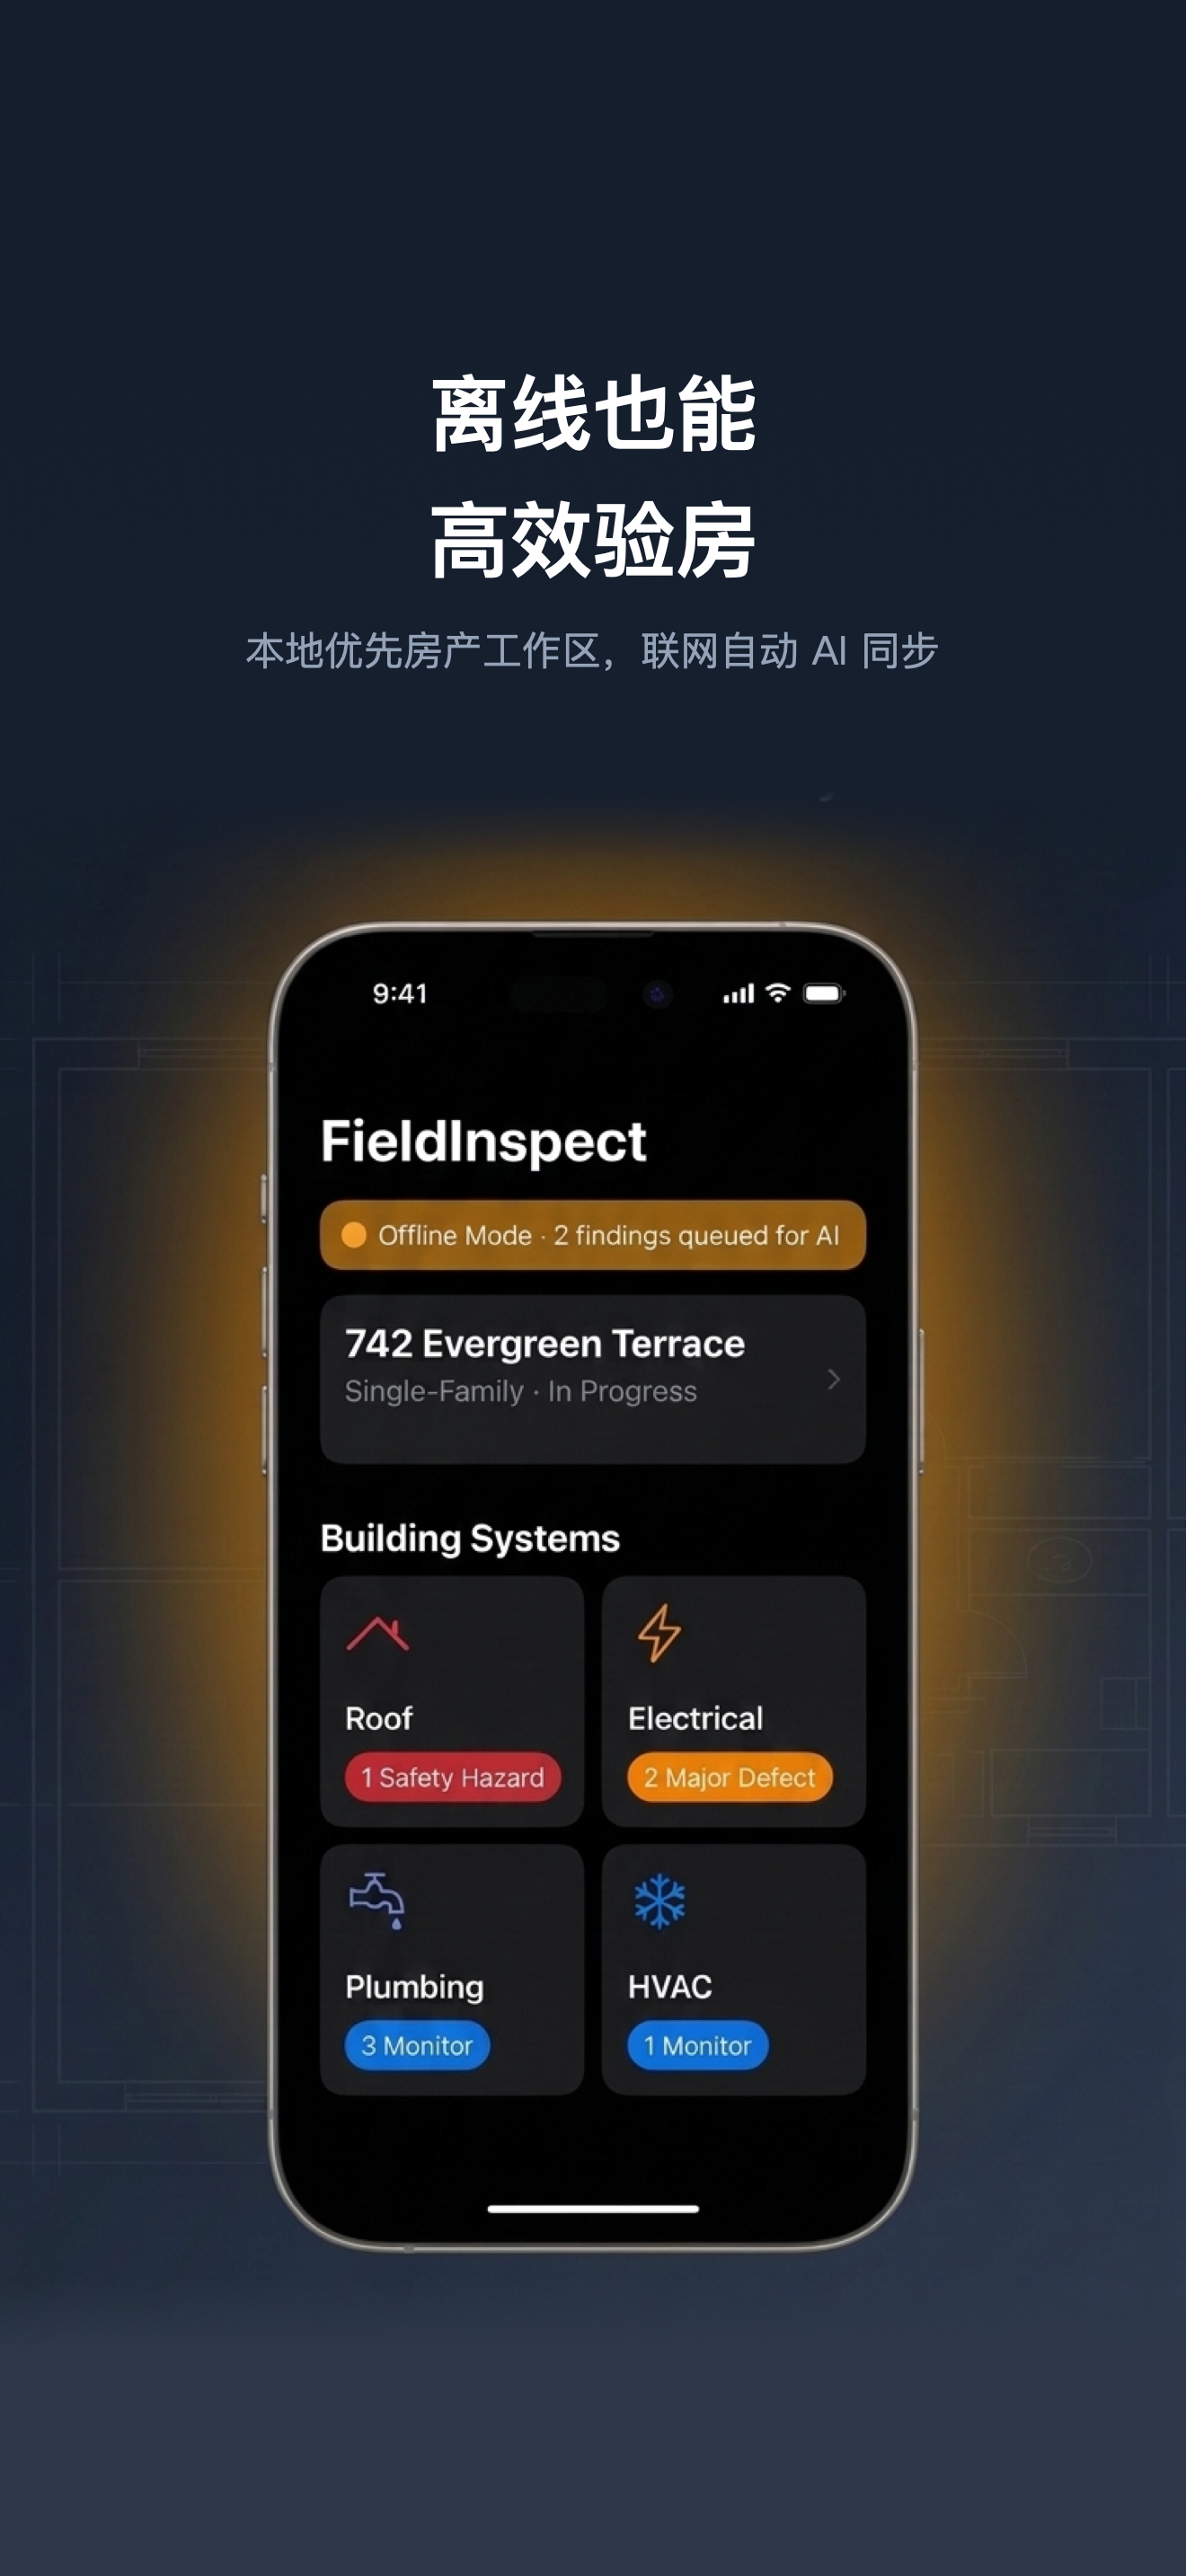 离线也能
高效验房
本地优先房产工作区，联网自动 AI 同步
9:41
FieldInspect
Offline Mode · 2 findings queued for AI
742 Evergreen Terrace
Single-Family · In Progress
Building Systems
Roof
1 Safety Hazard
Electrical
2 Major Defect
Plumbing
3 Monitor
HVAC
1 Monitor